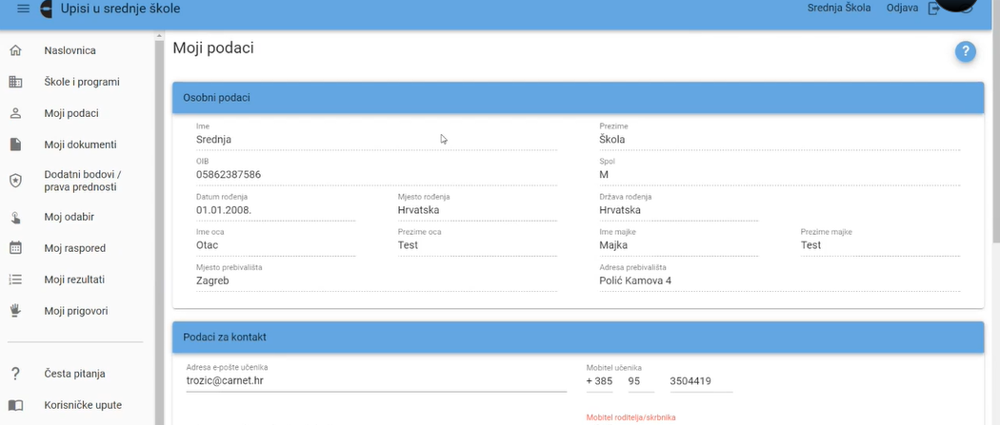 Upisi u srednje škole
Srednja Škola
Odjava
Naslovnica
Škole i programi
Moji podaci
Moji dokumenti
Dodatni bodovi /
prava prednosti
Moj odabir
Moj raspored
Moji rezultati
Moji prigovori
?
Česta pitanja
Korisničke upute
Moji podaci
?
Osobni podaci
Ime
Prezime
Srednja
Škola
OIB
Spol
05862387586
M
Datum rođenja
Mjesto rođenja
Država rođenja
01.01.2008.
Hrvatska
Hrvatska
Ime oca
Prezime oca
Ime majke
Prezime majke
Otac
Test
Majka
Test
Mjesto prebivališta
Adresa prebivališta
Zagreb
Polić Kamova 4
Podaci za kontakt
Adresa e-pošte učenika
Mobitel učenika
trozic@carnet.hr
+ 385 95 3504419
Mobitel roditelja/skrbnika